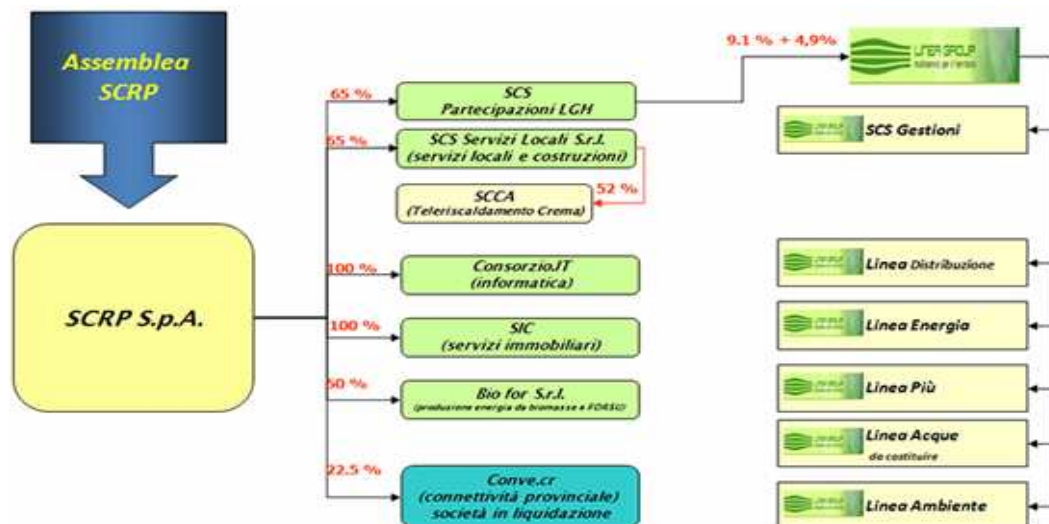 Assemblea
SCRP
SCRP S.p.A.
65 %
SCS
Partecipazioni LGH
9.1 % + 4,9%
LINEA GROUP
65 %
SCS Servizi Locali S.r.l.
(servizi locali e costruzioni)
52 %
SCCA
(Teleriscaldamento Crema)
100 %
Consorzio.IT
(informatica)
100 %
SIC
(servizi immobiliari)
50 %
Bio for S.r.l.
(produzione energia da biomasse e FORSU)
22.5 %
Conve.cr
(connettività provinciale)
società in liquidazione
SCS Gestioni
Linea Distribuzione
Linea Energia
Linea Più
Linea Acque
da costituire
Linea Ambiente